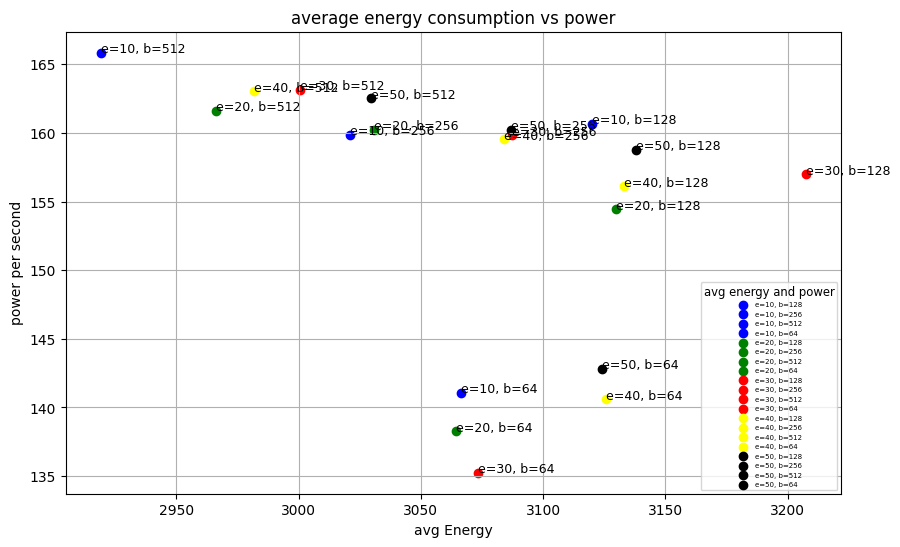 average energy consumption vs power
power per second
165
160
155
150
145
140
135
e=10, b=512
e=40, b=512
e=30, b=512
e=50, b=512
e=20, b=512
e=10, b=128
e=20, b=256
e=50, b=256
e=10, b=256
e=30, b=256
e=40, b=256
e=50, b=128
e=30, b=128
e=40, b=128
e=20, b=128
e=50, b=64
e=10, b=64
e=40, b=64
e=20, b=64
e=30, b=64
avg energy and power
e=10, b=128
e=10, b=256
e=10, b=512
e=10, b=64
e=20, b=128
e=20, b=256
e=20, b=512
e=20, b=64
e=30, b=128
e=30, b=256
e=30, b=512
e=30, b=64
e=40, b=128
e=40, b=256
e=40, b=512
e=40, b=64
e=50, b=128
e=50, b=256
e=50, b=512
e=50, b=64
2950 3000 3050 3100 3150 3200
avg Energy